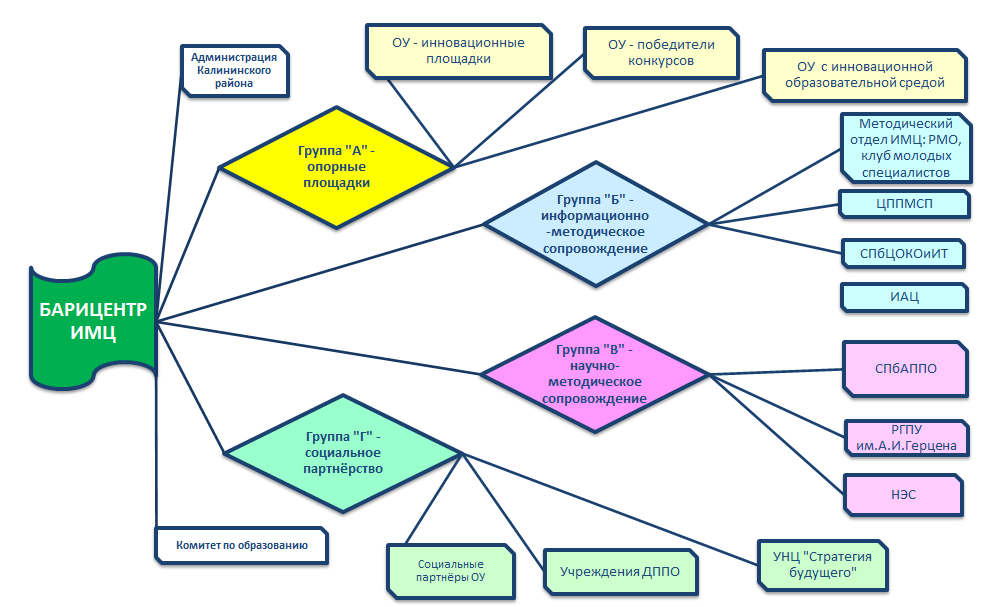 Администрация
Калининского
района
ОУ - инновационные
площадки
ОУ - победители
конкурсов
ОУ с инновационной
образовательной средой
Группа "А" -
опорные
площадки
Методический
отдел ИМЦ: РМО,
клуб молодых
специалистов
Группа "Б" -
информационно
-методическое
сопровождение
ЦППМСП
СПбЦОКОиИТ
ИАЦ
БАРИЦЕНТР
ИМЦ
Группа "В" -
научно-
методическое
сопровождение
СПбАППО
РГПУ
им.А.И.Герцена
НЭС
Группа "Г" -
социальное
партнёрство
Комитет по образованию
Социальные
партнёры ОУ
Учреждения ДППО
УНЦ "Стратегия
будущего"